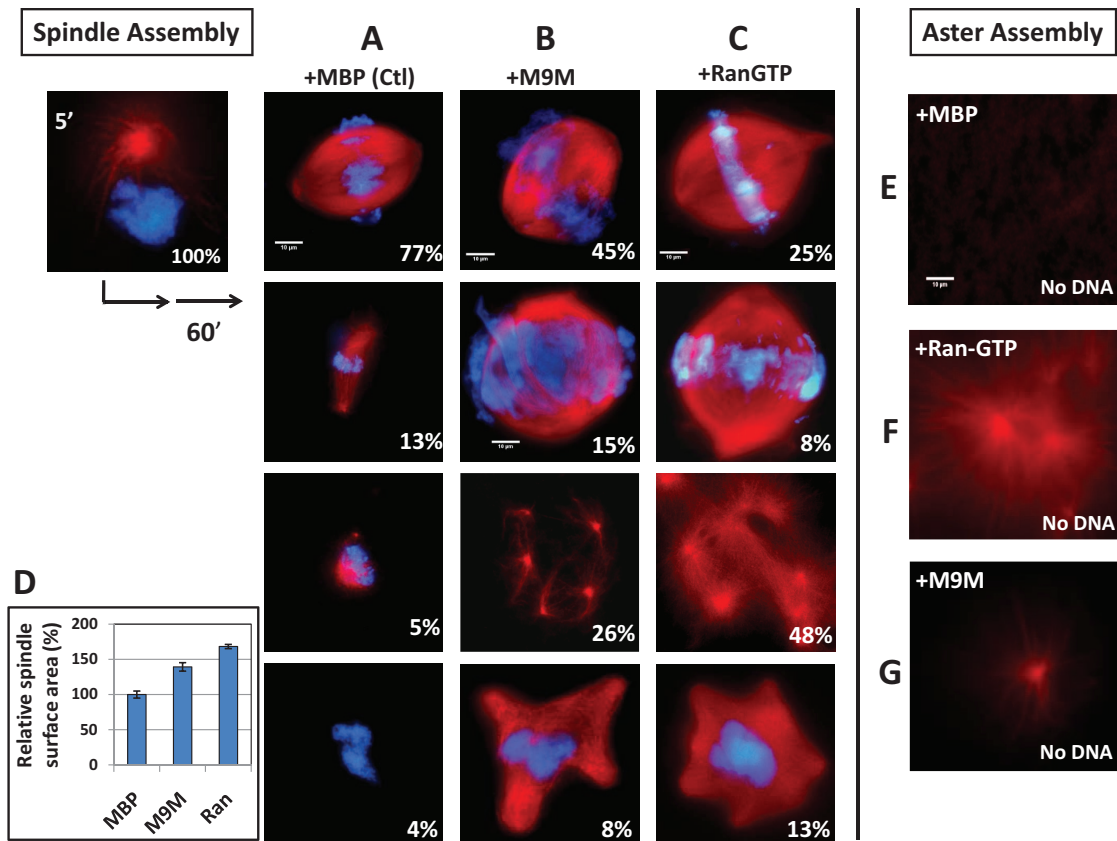 Spindle Assembly
A
+MBP (Ctl)
B
+M9M
C
+RanGTP
Aster Assembly
5’
100%
60’
10 μm
77%
10 μm
45%
10 μm
25%
13%
10 μm
15%
8%
5%
26%
48%
4%
8%
13%
D
Relative spindle
surface area (%)
200
150
100
50
0
MBP
M9M
Ran
E
+MBP
10 μm
No DNA
F
+Ran-GTP
No DNA
G
+M9M
No DNA